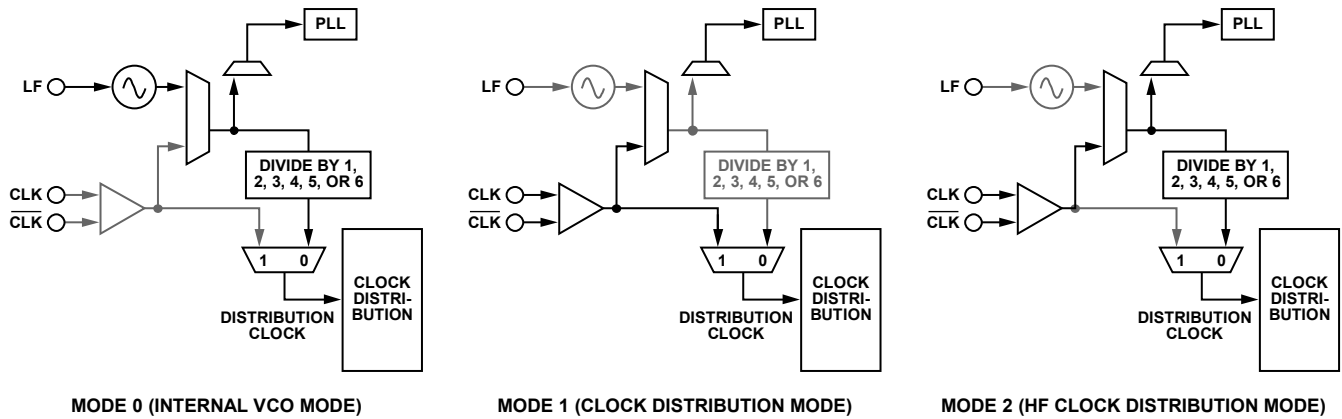 PLL
LF
DIVIDE BY 1,
2, 3, 4, 5, OR 6
CLK
CLK
1 0
CLOCK
DISTRI-
BUTION
DISTRIBUTION
CLOCK
MODE 0 (INTERNAL VCO MODE)
PLL
LF
DIVIDE BY 1,
2, 3, 4, 5, OR 6
CLK
CLK
1 0
CLOCK
DISTRI-
BUTION
DISTRIBUTION
CLOCK
MODE 1 (CLOCK DISTRIBUTION MODE)
PLL
LF
DIVIDE BY 1,
2, 3, 4, 5, OR 6
CLK
CLK
1 0
CLOCK
DISTRI-
BUTION
DISTRIBUTION
CLOCK
MODE 2 (HF CLOCK DISTRIBUTION MODE)